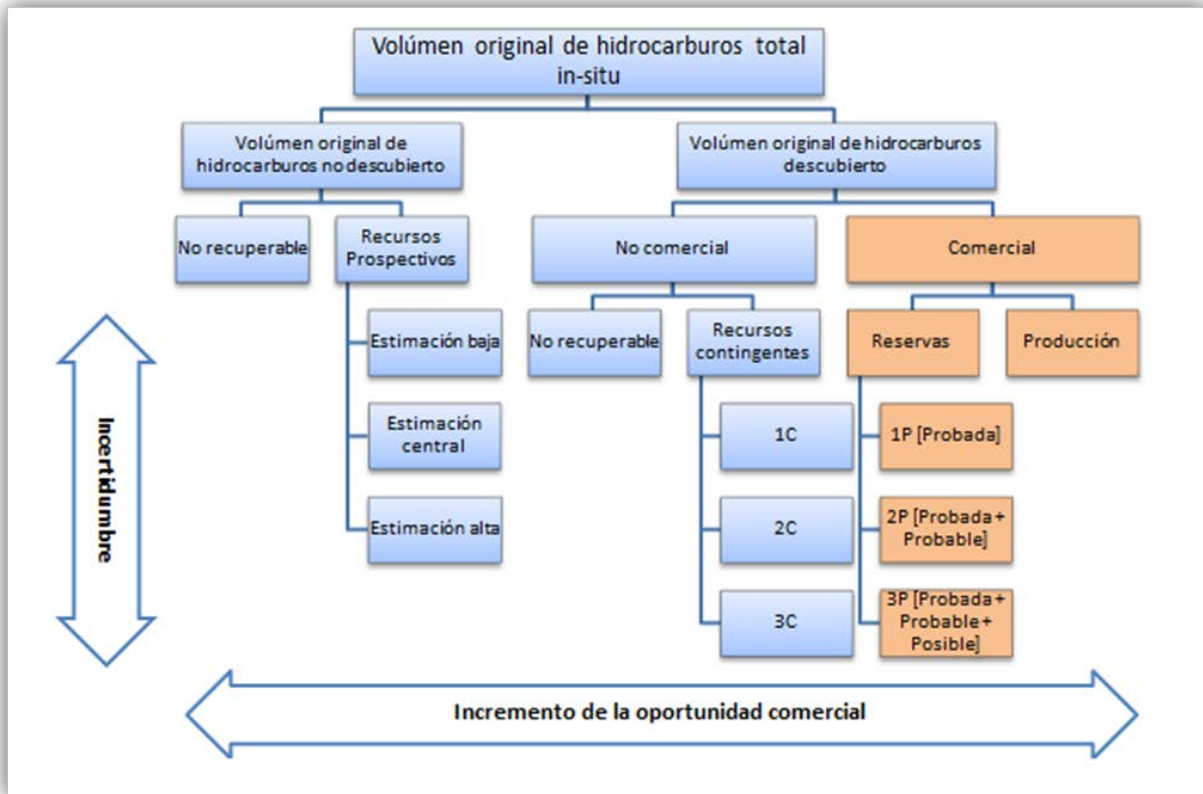 Volúmen original de hidrocarburos total
in-situ
Volúmen original de
hidrocarburos no descubierto
Volúmen original de hidrocarburos
descubierto
No recuperable
Recursos
Prospectivos
No comercial
Comercial
Estimación baja
No recuperable
Recursos
contingentes
Reservas
Producción
Estimación
central
1C
1P [Probada]
Estimación alta
2C
2P [Probada +
Probable]
3C
3P [Probada +
Probable +
Posible]
Incertidumbre
Incremento de la oportunidad comercial